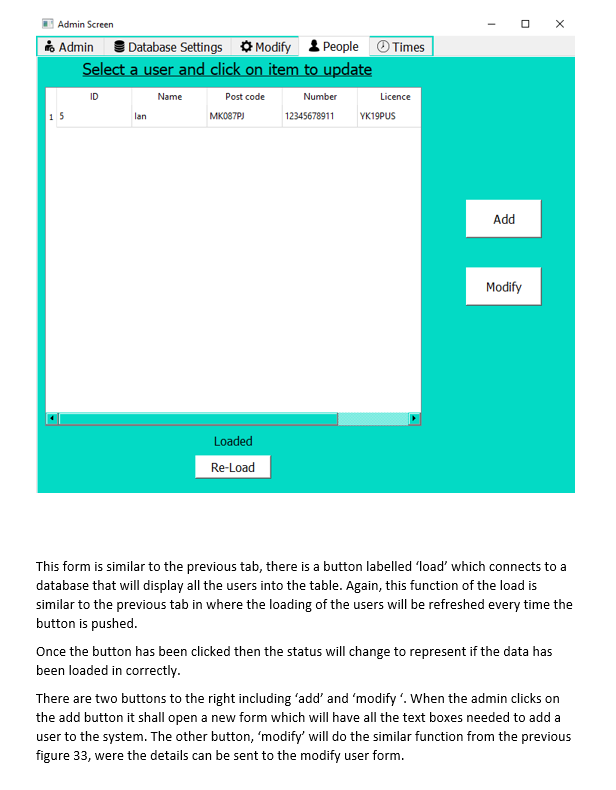 Admin Screen
Admin Database Settings Modify People Times
Select a user and click on item to update
ID Name Post code Number Licence
1 5 Ian MK087PJ 12345678911 YK19PUS
Add
Modify
Loaded
Re-Load
This form is similar to the previous tab, there is a button labelled ‘load’ which connects to a
database that will display all the users into the table. Again, this function of the load is
similar to the previous tab in where the loading of the users will be refreshed every time the
button is pushed.
Once the button has been clicked then the status will change to represent if the data has
been loaded in correctly.
There are two buttons to the right including ‘add’ and ‘modify ‘. When the admin clicks on
the add button it shall open a new form which will have all the text boxes needed to add a
user to the system. The other button, ‘modify’ will do the similar function from the previous
figure 33, were the details can be sent to the modify user form.